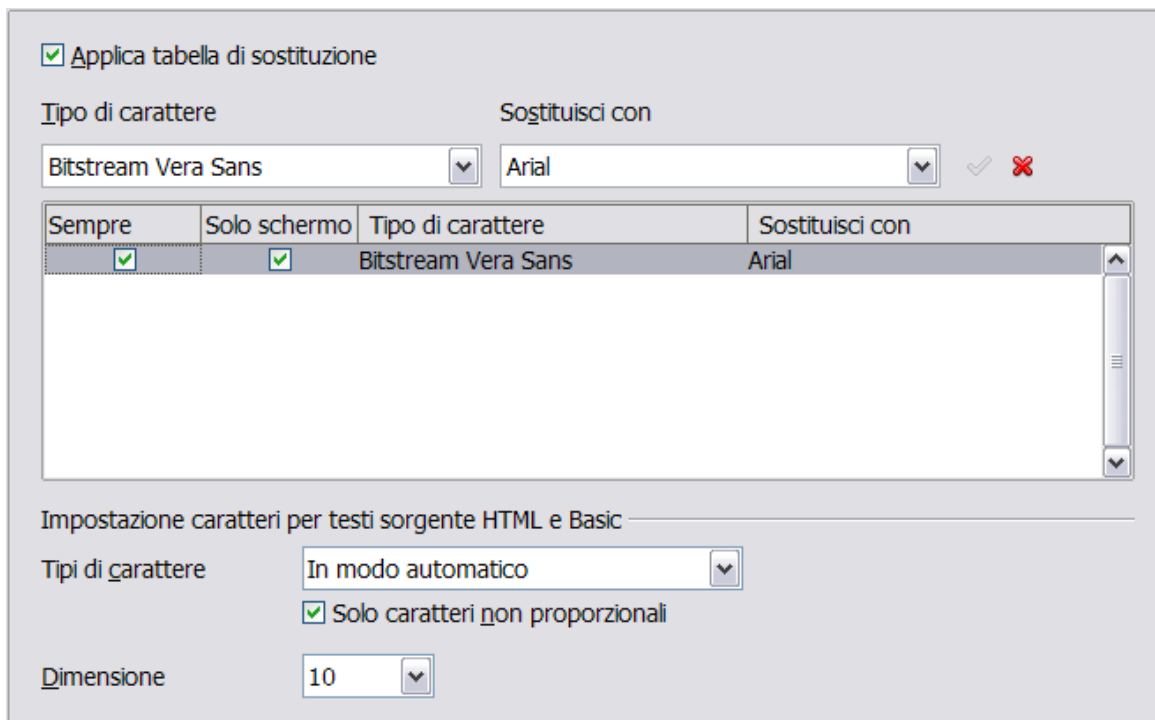 Applica tabella di sostituzione
Tipo di carattere Sostituisci con
Bitstream Vera Sans Arial
Sempre Solo schermo Tipo di carattere Sostituisci con
Bitstream Vera Sans Arial
Impostazione caratteri per testi sorgente HTML e Basic
Tipi di carattere In modo automatico
Solo caratteri non proporzionali
Dimensione 10